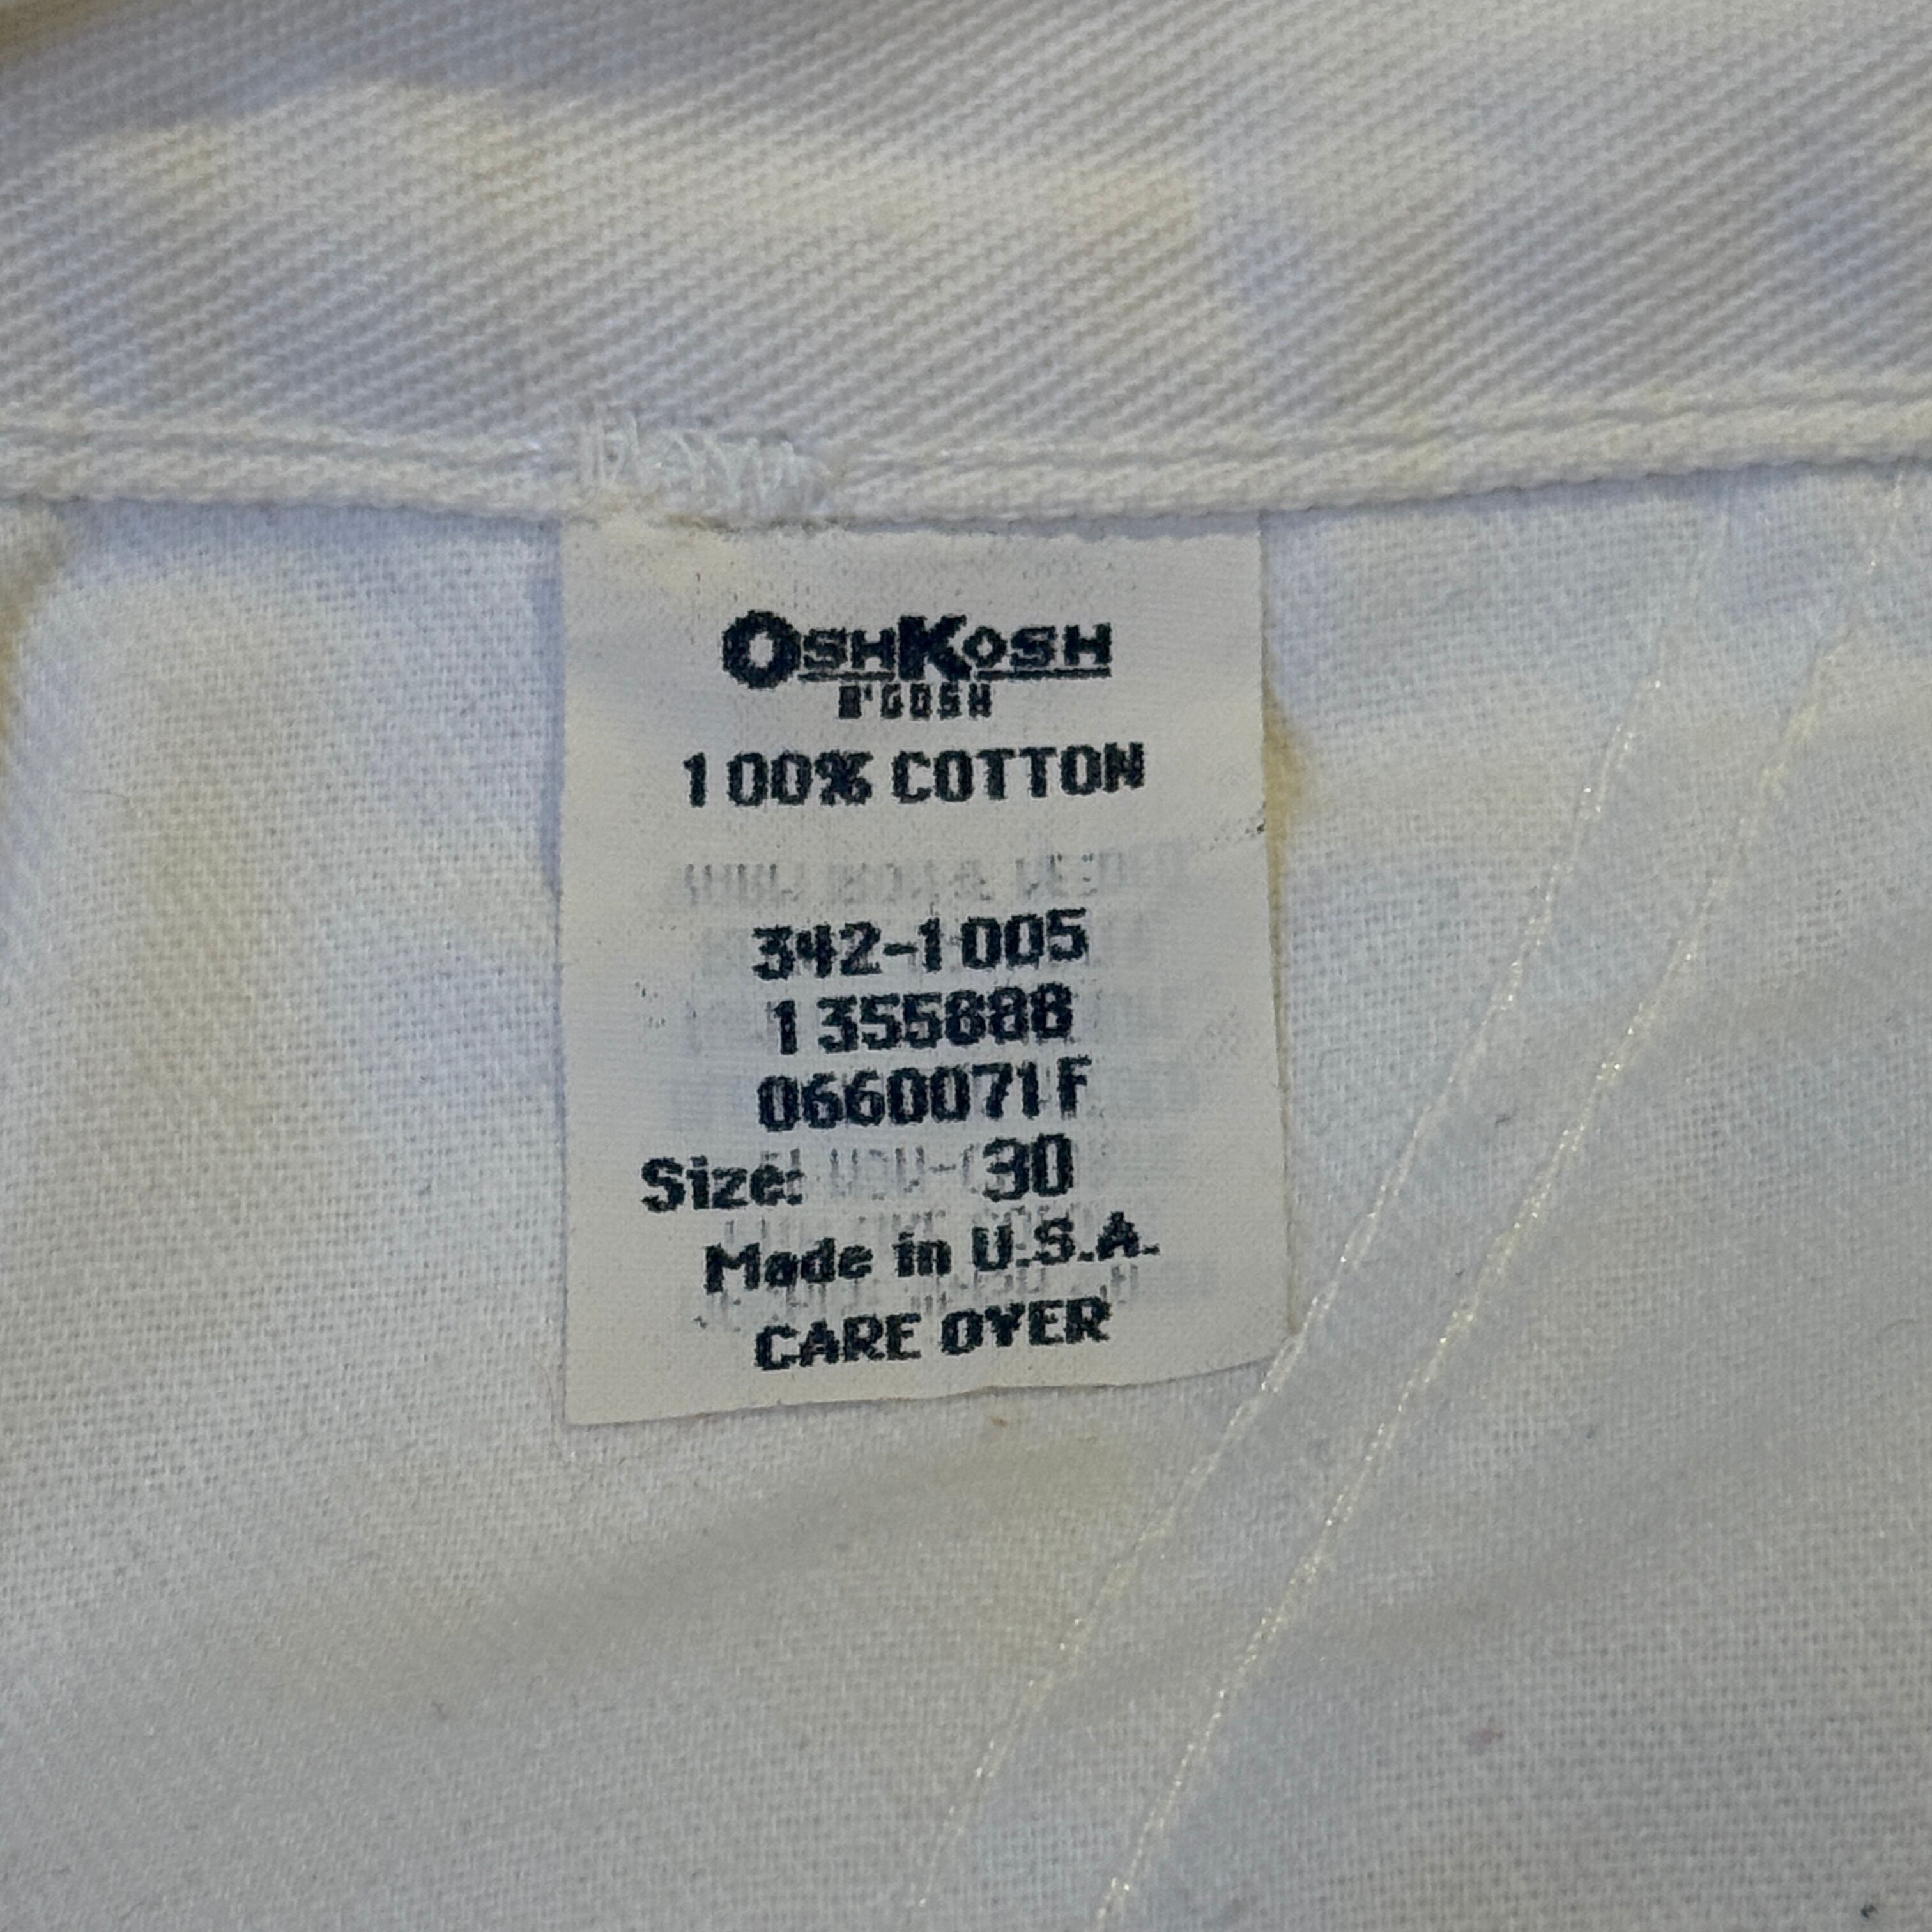 OSHKOSH
B'GOSH
100% COTTON
342-1005
1355888
0660071F
Size: 30
Made in U.S.A.
CARE OVER